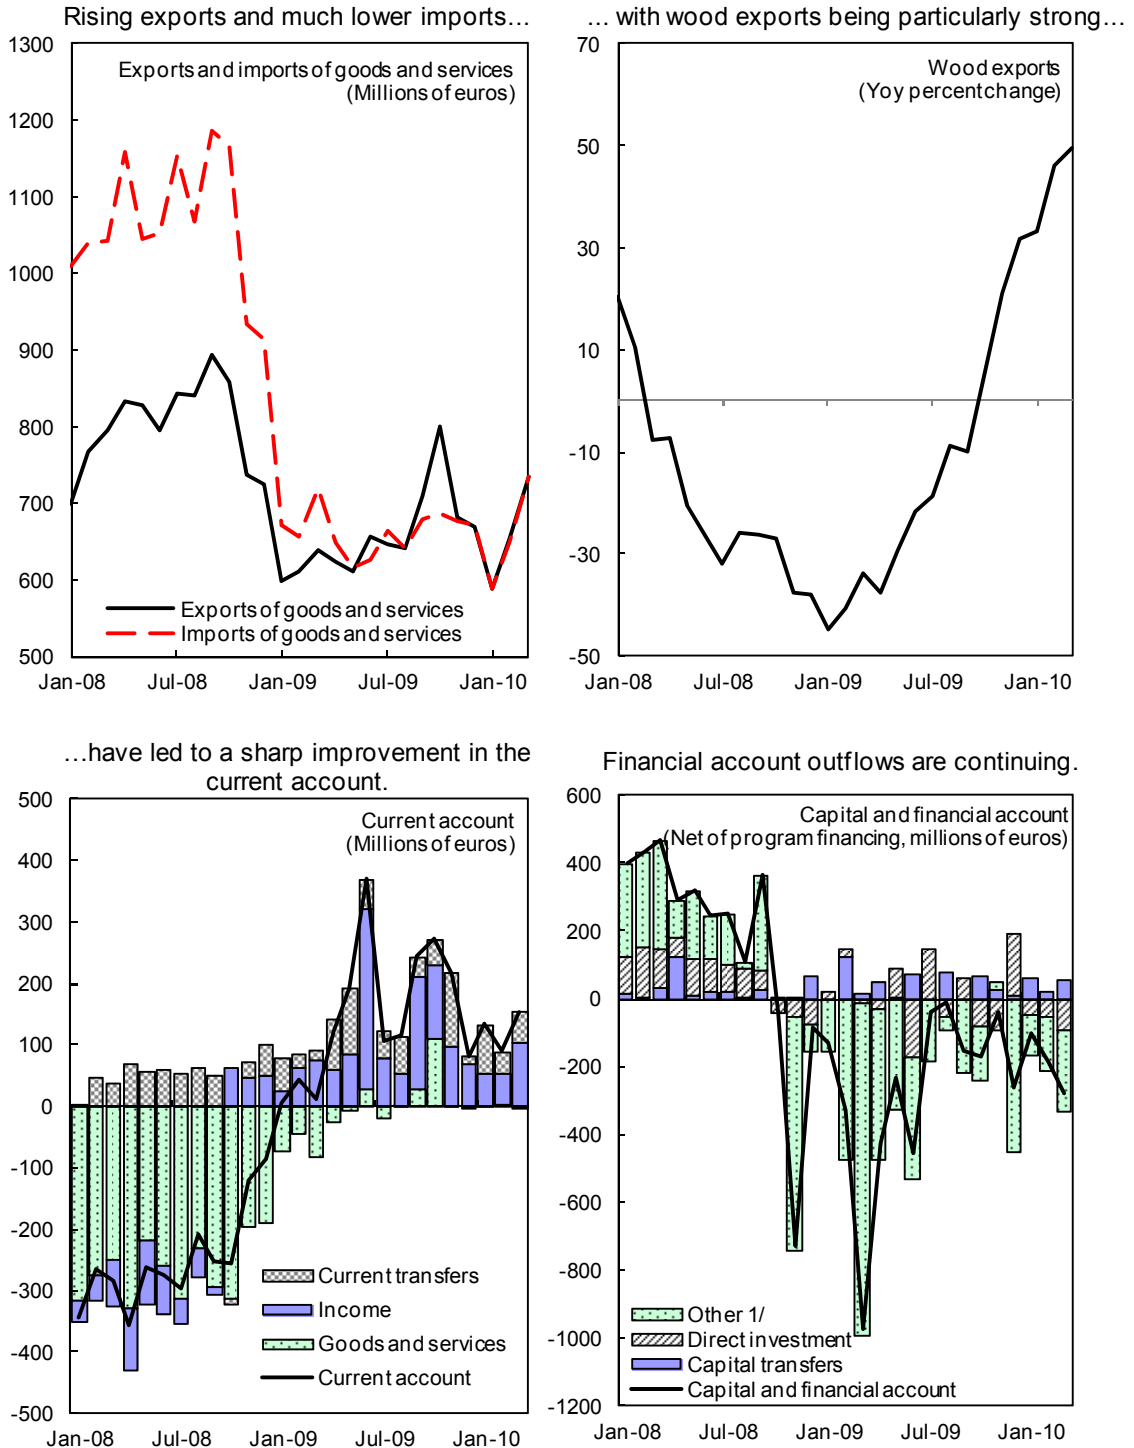 Rising exports and much lower imports…
1300
1200
1100
1000
900
800
700
600
500
Exports and imports of goods and services
(Millions of euros)
Exports of goods and services
Imports of goods and services
Jan-08 Jul-08 Jan-09 Jul-09 Jan-10
… with wood exports being particularly strong…
70
50
30
10
-10
-30
-50
Wood exports
(Yoy percent change)
Jan-08 Jul-08 Jan-09 Jul-09 Jan-10
…have led to a sharp improvement in the
current account.
500
400
300
200
100
0
-100
-200
-300
-400
-500
Current account
(Millions of euros)
Current transfers
Income
Goods and services
Current account
Jan-08 Jul-08 Jan-09 Jul-09 Jan-10
Financial account outflows are continuing.
600
400
200
0
-200
-400
-600
-800
-1000
-1200
Capital and financial account
(Net of program financing, millions of euros)
Other 1/
Direct investment
Capital transfers
Capital and financial account
Jan-08 Jul-08 Jan-09 Jul-09 Jan-10